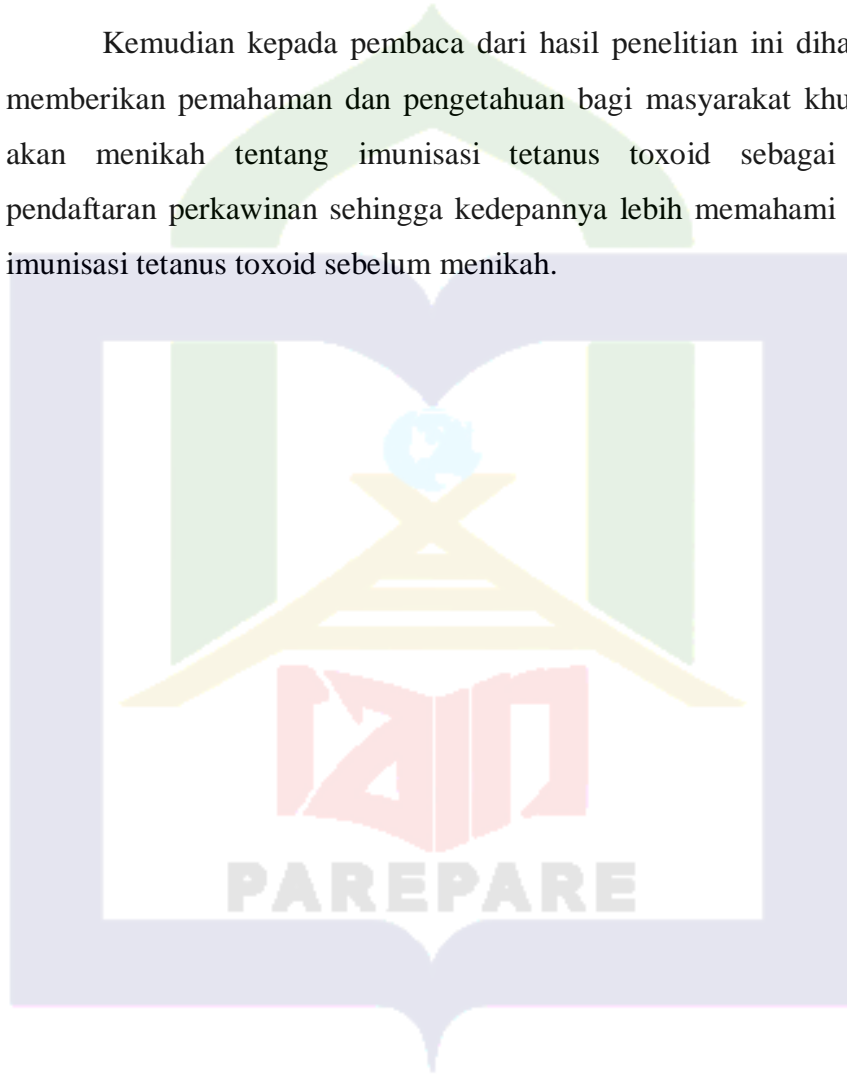 Kemudian kepada pembaca dari hasil penelitian ini diha
memberikan pemahaman dan pengetahuan bagi masyarakat khu
akan menikah tentang imunisasi tetanus toxoid sebagai
pendaftaran perkawinan sehingga kedepannya lebih memahami
imunisasi tetanus toxoid sebelum menikah.
iain
PAREPARE